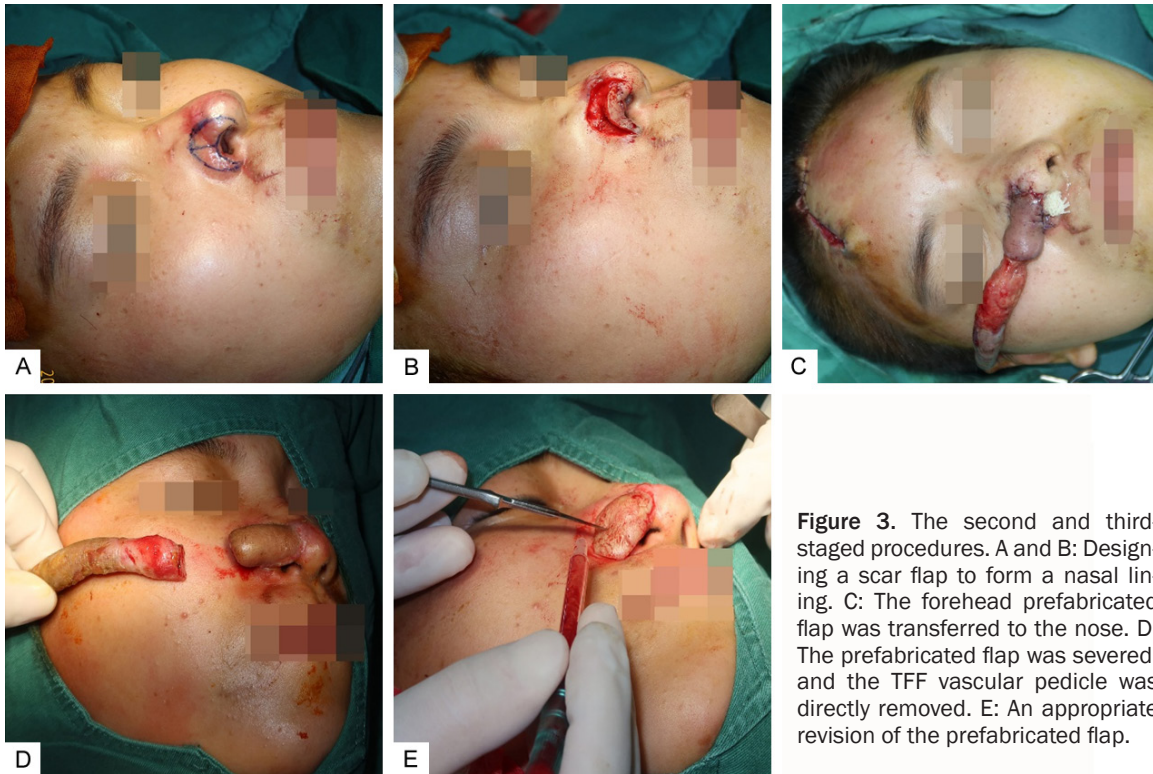 A
B
C
20
D
E
Figure 3. The second and third-
staged procedures. A and B: Design-
ing a scar flap to form a nasal lin-
ing. C: The forehead prefabricated
flap was transferred to the nose. D:
The prefabricated flap was severed,
and the TFF vascular pedicle was
directly removed. E: An appropriate
revision of the prefabricated flap.